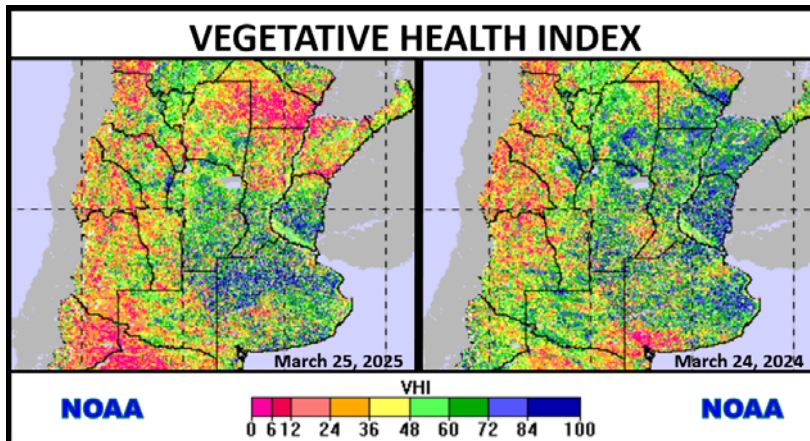 VEGETATIVE HEALTH INDEX
March 25, 2025
March 24, 2024
NOAA
VHI
0 6 12 24 36 48 60 72 84 100
NOAA